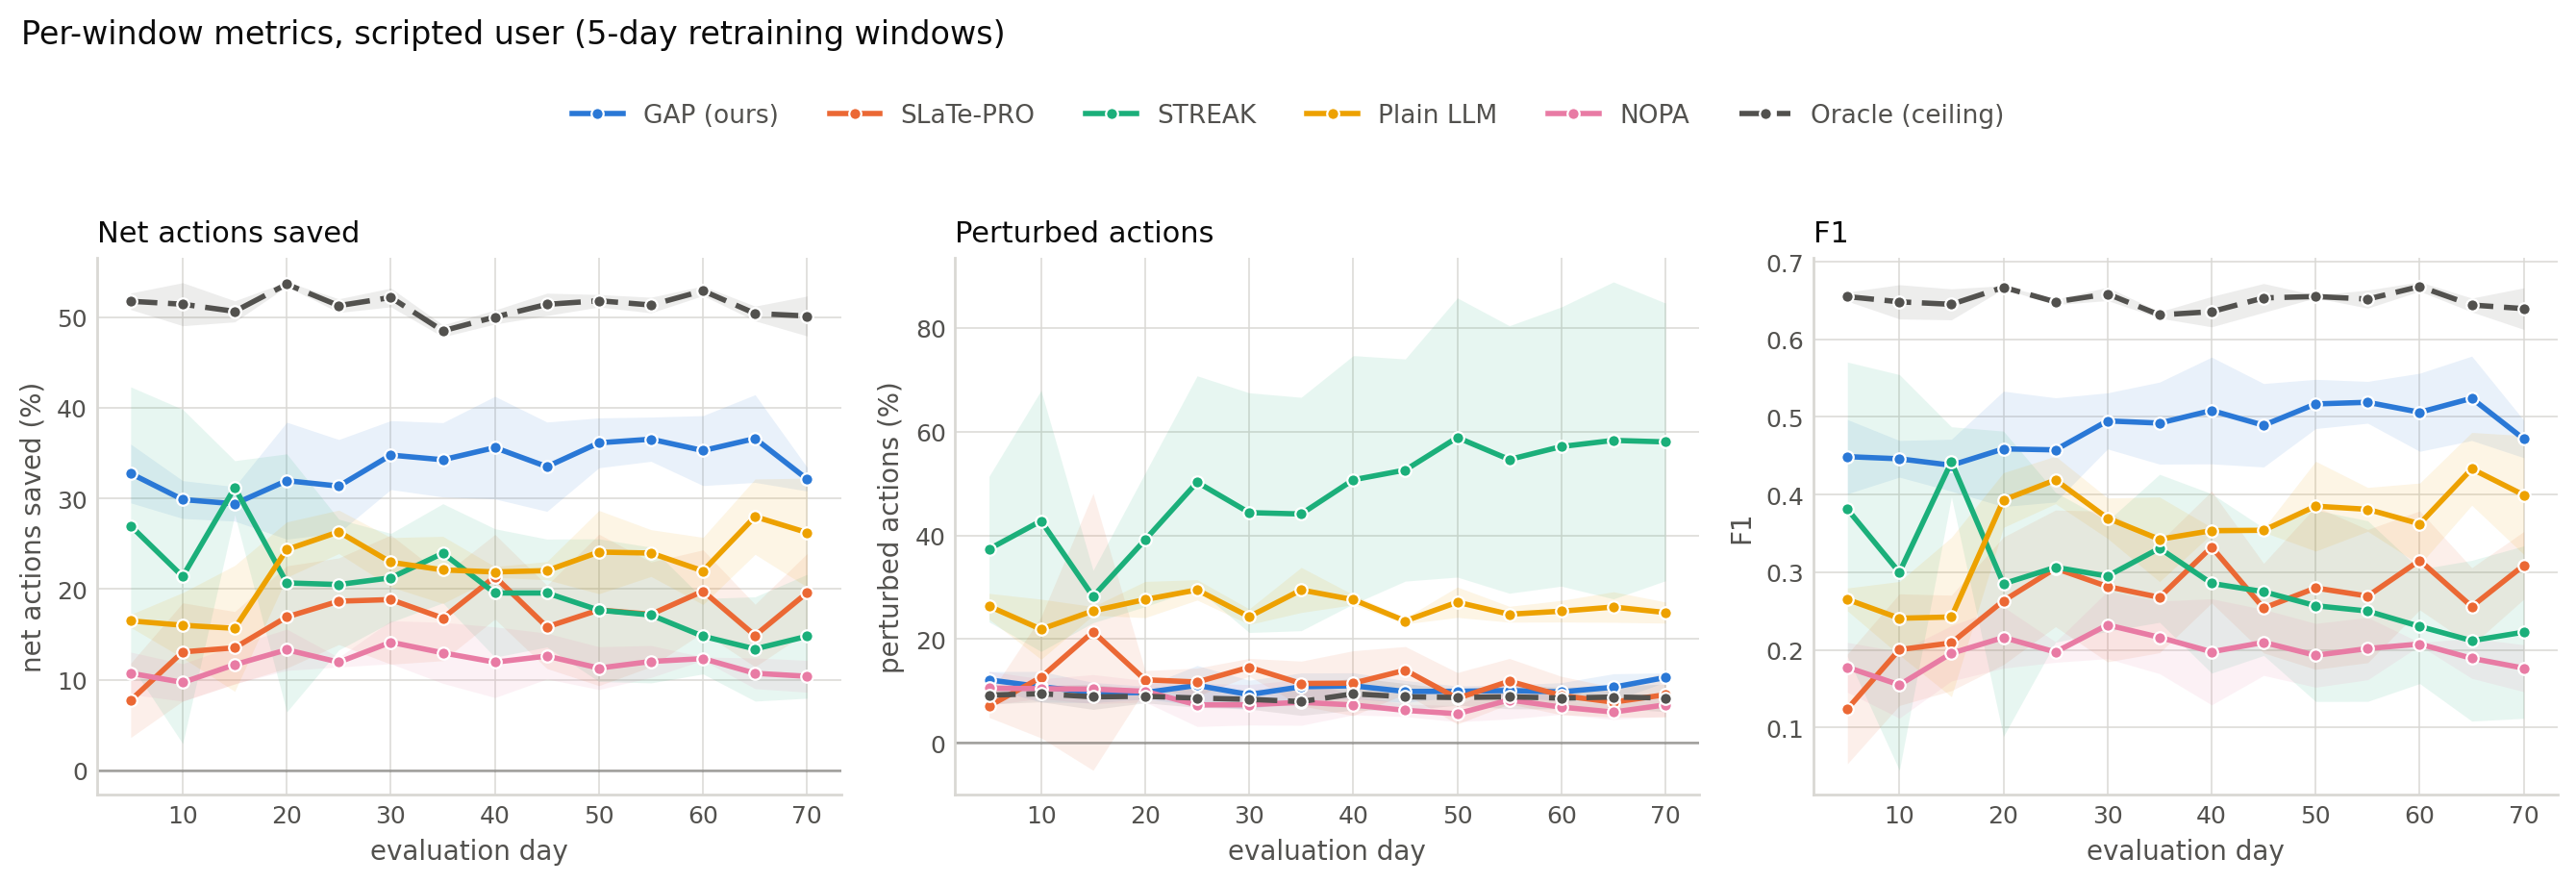 Per-window metrics, scripted user (5-day retraining windows)
GAP (ours) SLaTe-PRO STREAK Plain LLM NOPA Oracle (ceiling)
Net actions saved
net actions saved (%)
50
40
30
20
10
0
10 20 30 40 50 60 70
evaluation day
Perturbed actions
perturbed actions (%)
80
60
40
20
0
10 20 30 40 50 60 70
evaluation day
F1
F1
0.7
0.6
0.5
0.4
0.3
0.2
0.1
10 20 30 40 50 60 70
evaluation day